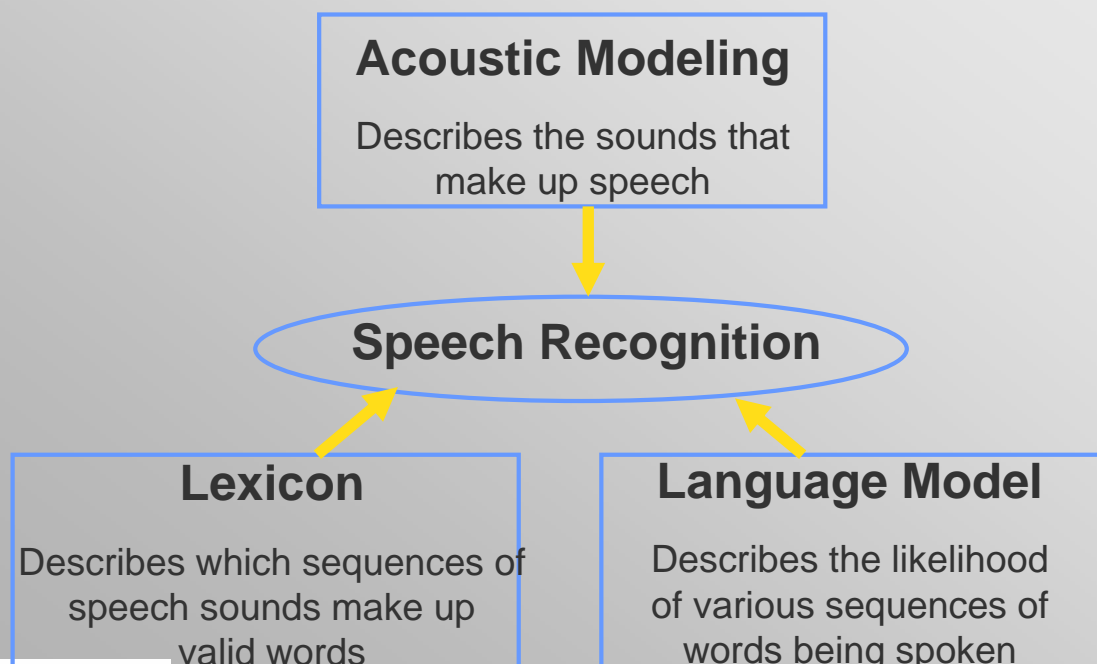 Acoustic Modeling
Describes the sounds that
make up speech
Speech Recognition
Lexicon
Describes which sequences of
speech sounds make up
valid words
Language Model
Describes the likelihood
of various sequences of
words being spoken